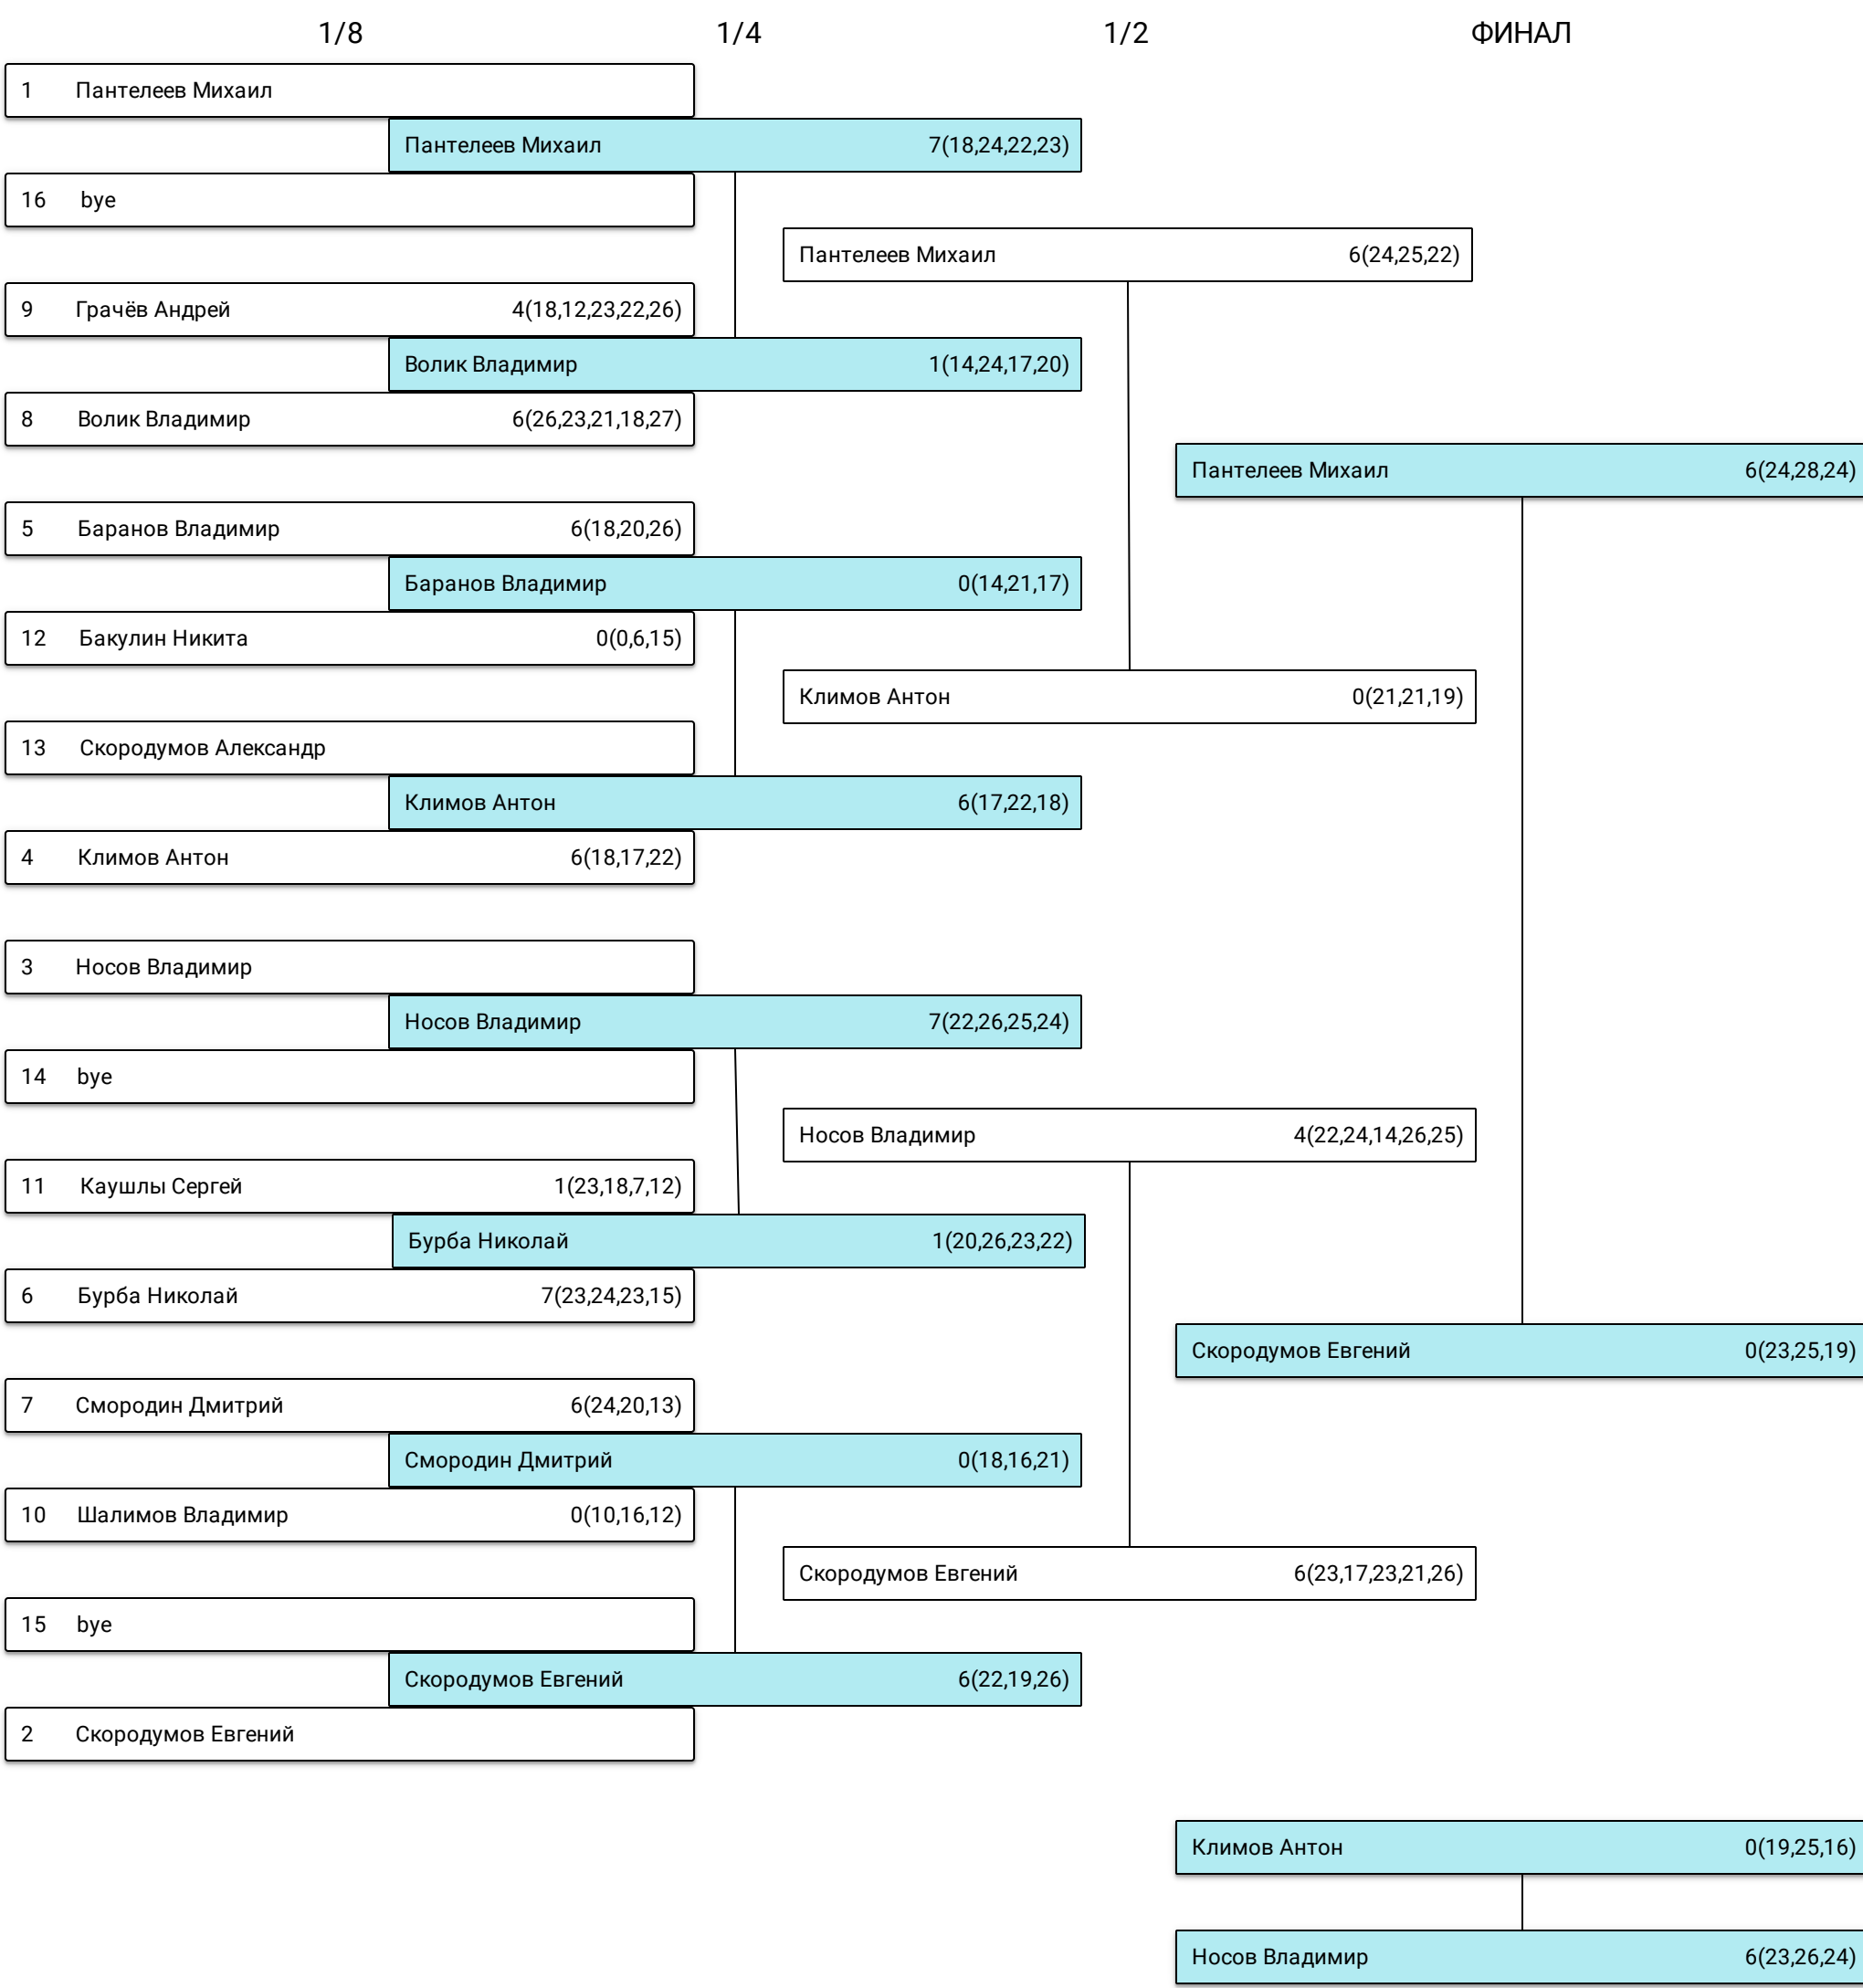 1/8 1/4 1/2 ФИНАЛ
1 Пантелеев Михаил
Пантелеев Михаил 7(18,24,22,23)
16 bye
Пантелеев Михаил 6(24,25,22)
9 Грачёв Андрей 4(18,12,23,22,26)
Волик Владимир 1(14,24,17,20)
8 Волик Владимир 6(26,23,21,18,27)
Пантелеев Михаил 6(24,28,24)
5 Баранов Владимир 6(18,20,26)
Баранов Владимир 0(14,21,17)
12 Бакулин Никита 0(0,6,15)
Климов Антон 0(21,21,19)
13 Скородумов Александр
Климов Антон 6(17,22,18)
4 Климов Антон 6(18,17,22)
3 Носов Владимир
Носов Владимир 7(22,26,25,24)
14 bye
Носов Владимир 4(22,24,14,26,25)
11 Каушлы Сергей 1(23,18,7,12)
Бурба Николай 1(20,26,23,22)
6 Бурба Николай 7(23,24,23,15)
Скородумов Евгений 0(23,25,19)
7 Смородин Дмитрий 6(24,20,13)
Смородин Дмитрий 0(18,16,21)
10 Шалимов Владимир 0(10,16,12)
Скородумов Евгений 6(23,17,23,21,26)
15 bye
Скородумов Евгений 6(22,19,26)
2 Скородумов Евгений
Климов Антон 0(19,25,16)
Носов Владимир 6(23,26,24)